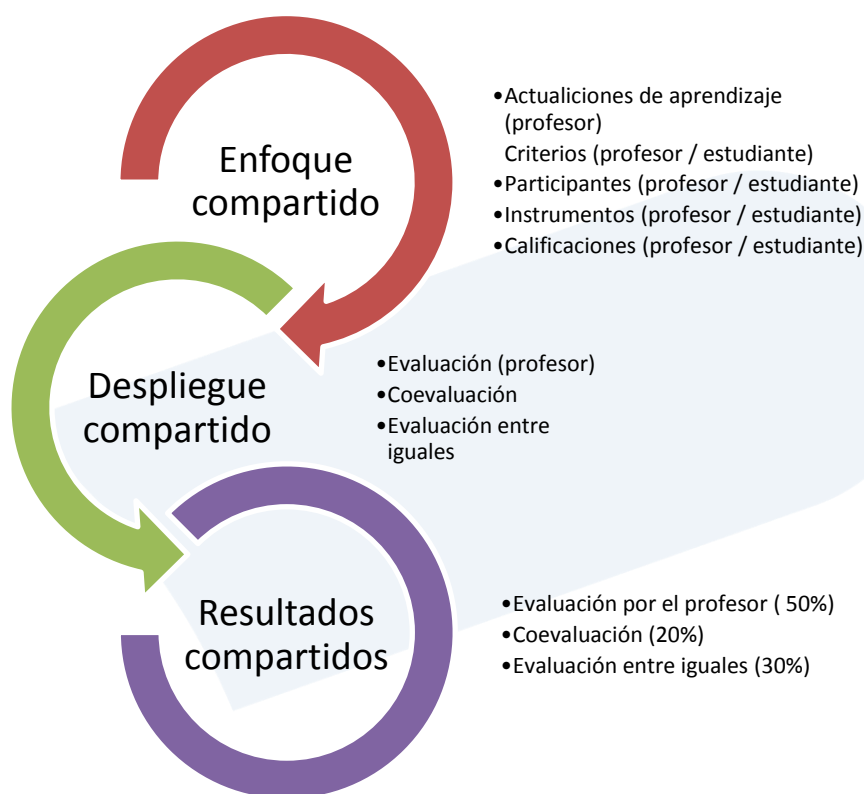 Enfoque
compartido
•Actualiciones de aprendizaje
(profesor)
Criterios (profesor / estudiante)
•Participantes (profesor / estudiante)
•Instrumentos (profesor / estudiante)
•Calificaciones (profesor / estudiante)
Despliegue
compartido
•Evaluación (profesor)
•Coevaluación
•Evaluación entre
iguales
Resultados
compartidos
•Evaluación por el profesor ( 50%)
•Coevaluación (20%)
•Evaluación entre iguales (30%)